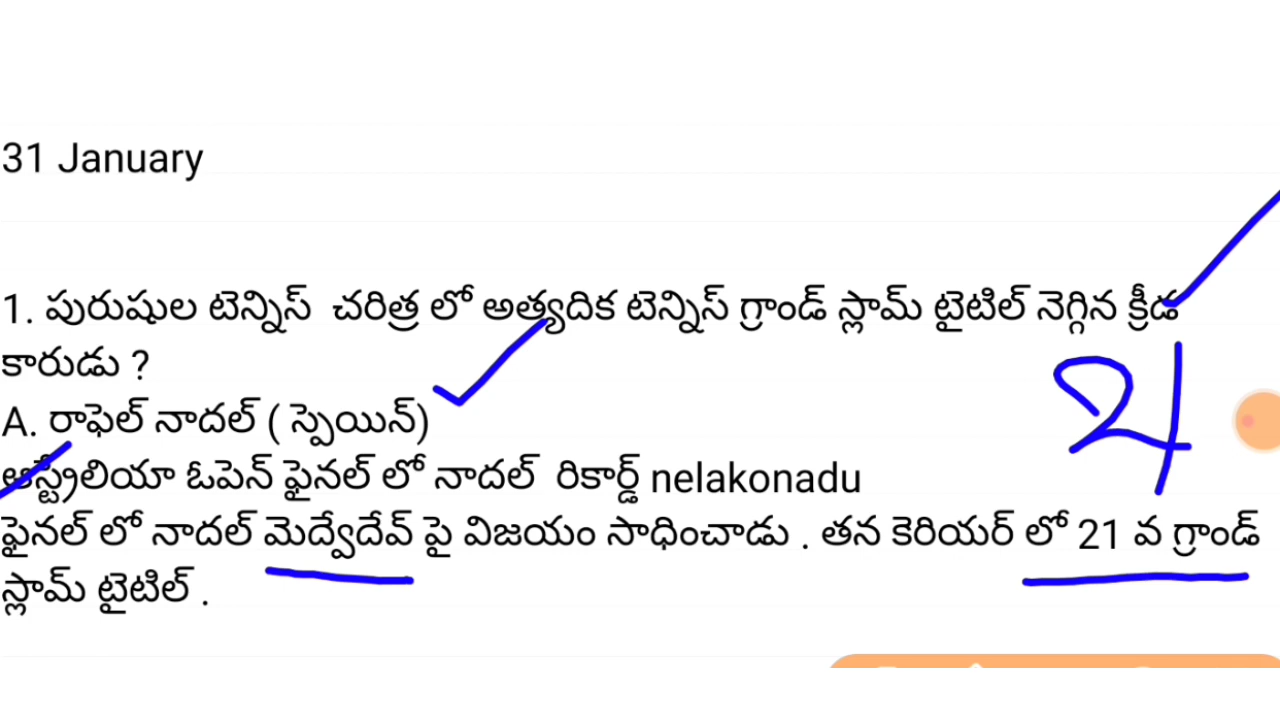 31 January
1. పురుషుల టెన్నిస్ చరిత్ర లో అత్యదిక టెన్నిస్ గ్రాండ్ స్లామ్ టైటిల్ నెగ్గిన క్రీడ
కారుడు ?
21
A. రాఫెల్ నాదల్ ( స్పెయిన్)
ఆస్ట్రేలియా ఓపెన్ ఫైనల్ లో నాదల్ రికార్డ్ nelakonadu
ఫైనల్ లో నాదల్ మెద్వేదేవ్ పై విజయం సాధించాడు . తన కెరియర్ లో 21 వ గ్రాండ్
స్లామ్ టైటిల్ .